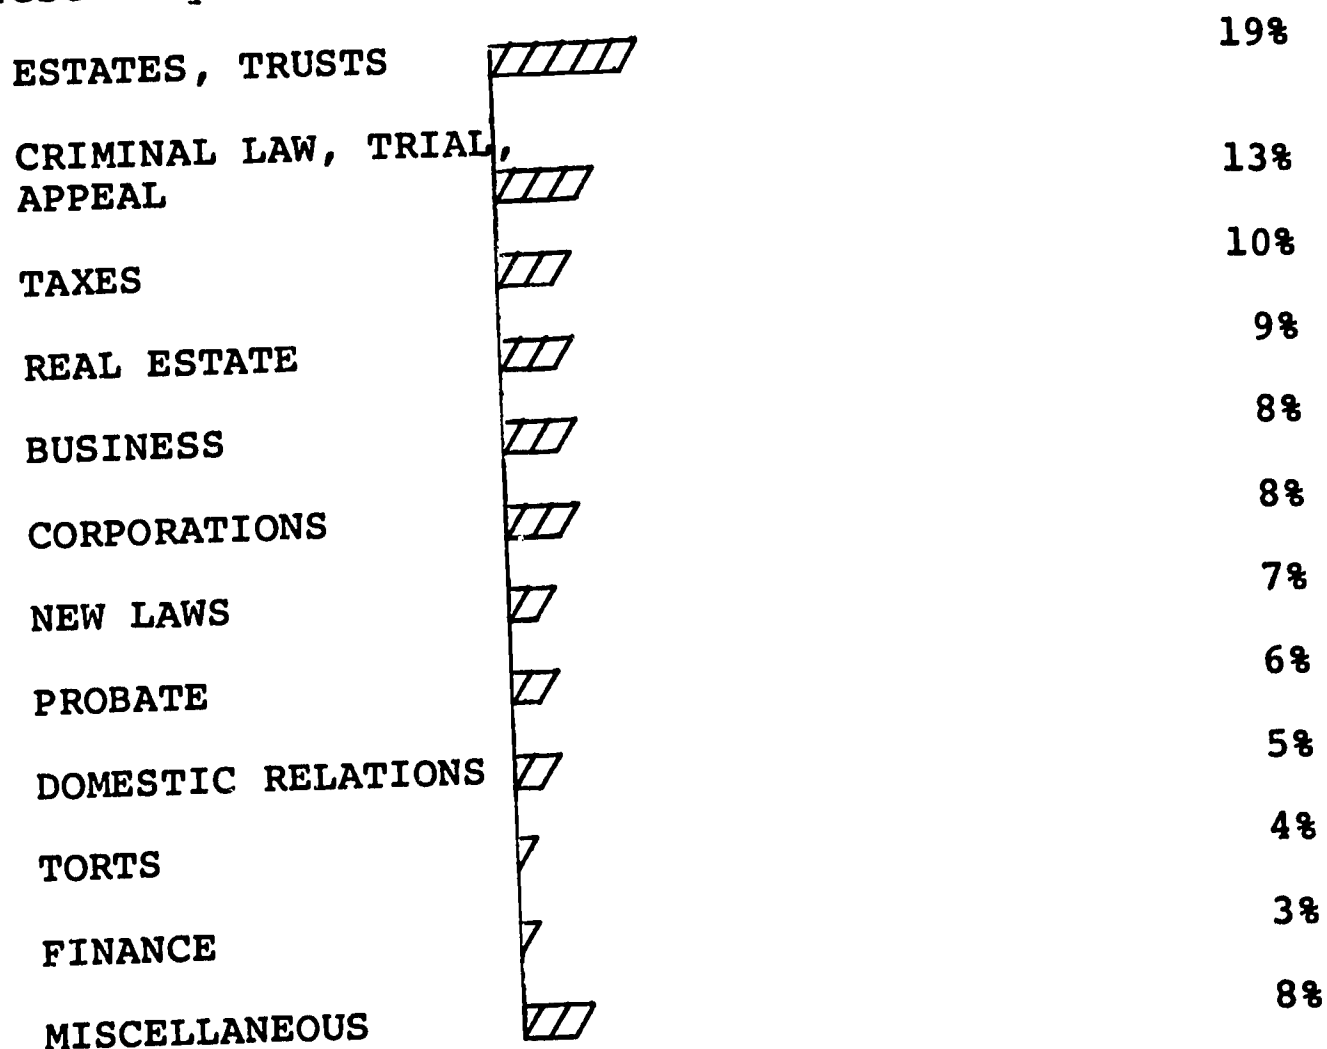 ESTATES, TRUSTS 19%
CRIMINAL LAW, TRIAL,
APPEAL 13%
TAXES 10%
REAL ESTATE 9%
BUSINESS 8%
CORPORATIONS 8%
NEW LAWS 7%
PROBATE 6%
DOMESTIC RELATIONS 5%
TORTS 4%
FINANCE 3%
MISCELLANEOUS 8%